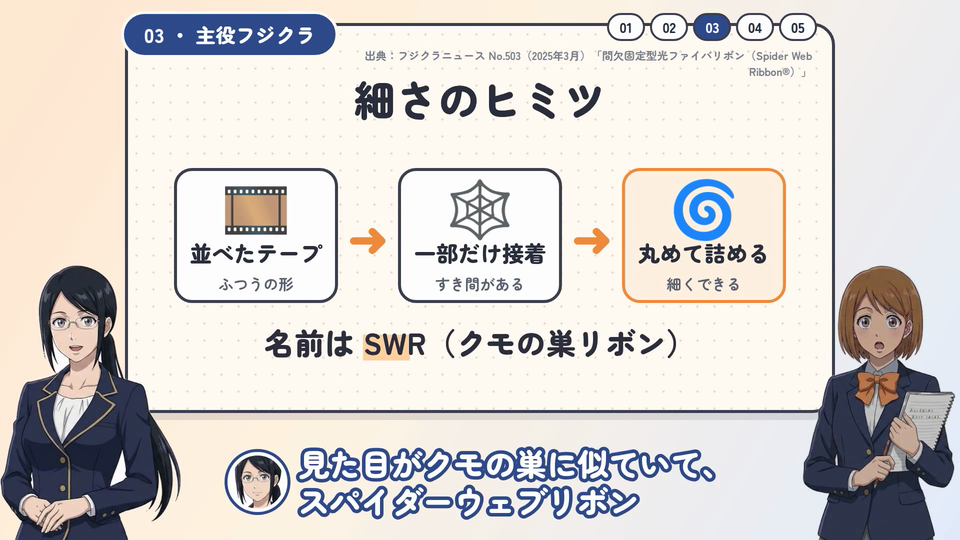 03 ・ 主役フジクラ
01 02 03 04 05
出典：フジクラニュース No.503（2025年3月）「間欠固定型光ファイバリボン（Spider Web
Ribbon®）」
細さのヒミツ
並べたテープ
ふつうの形
一部だけ接着
すき間がある
丸めて詰める
細くできる
名前は SWR（クモの巣リボン）
見た目がクモの巣に似ていて、
スパイダーウェブリボン